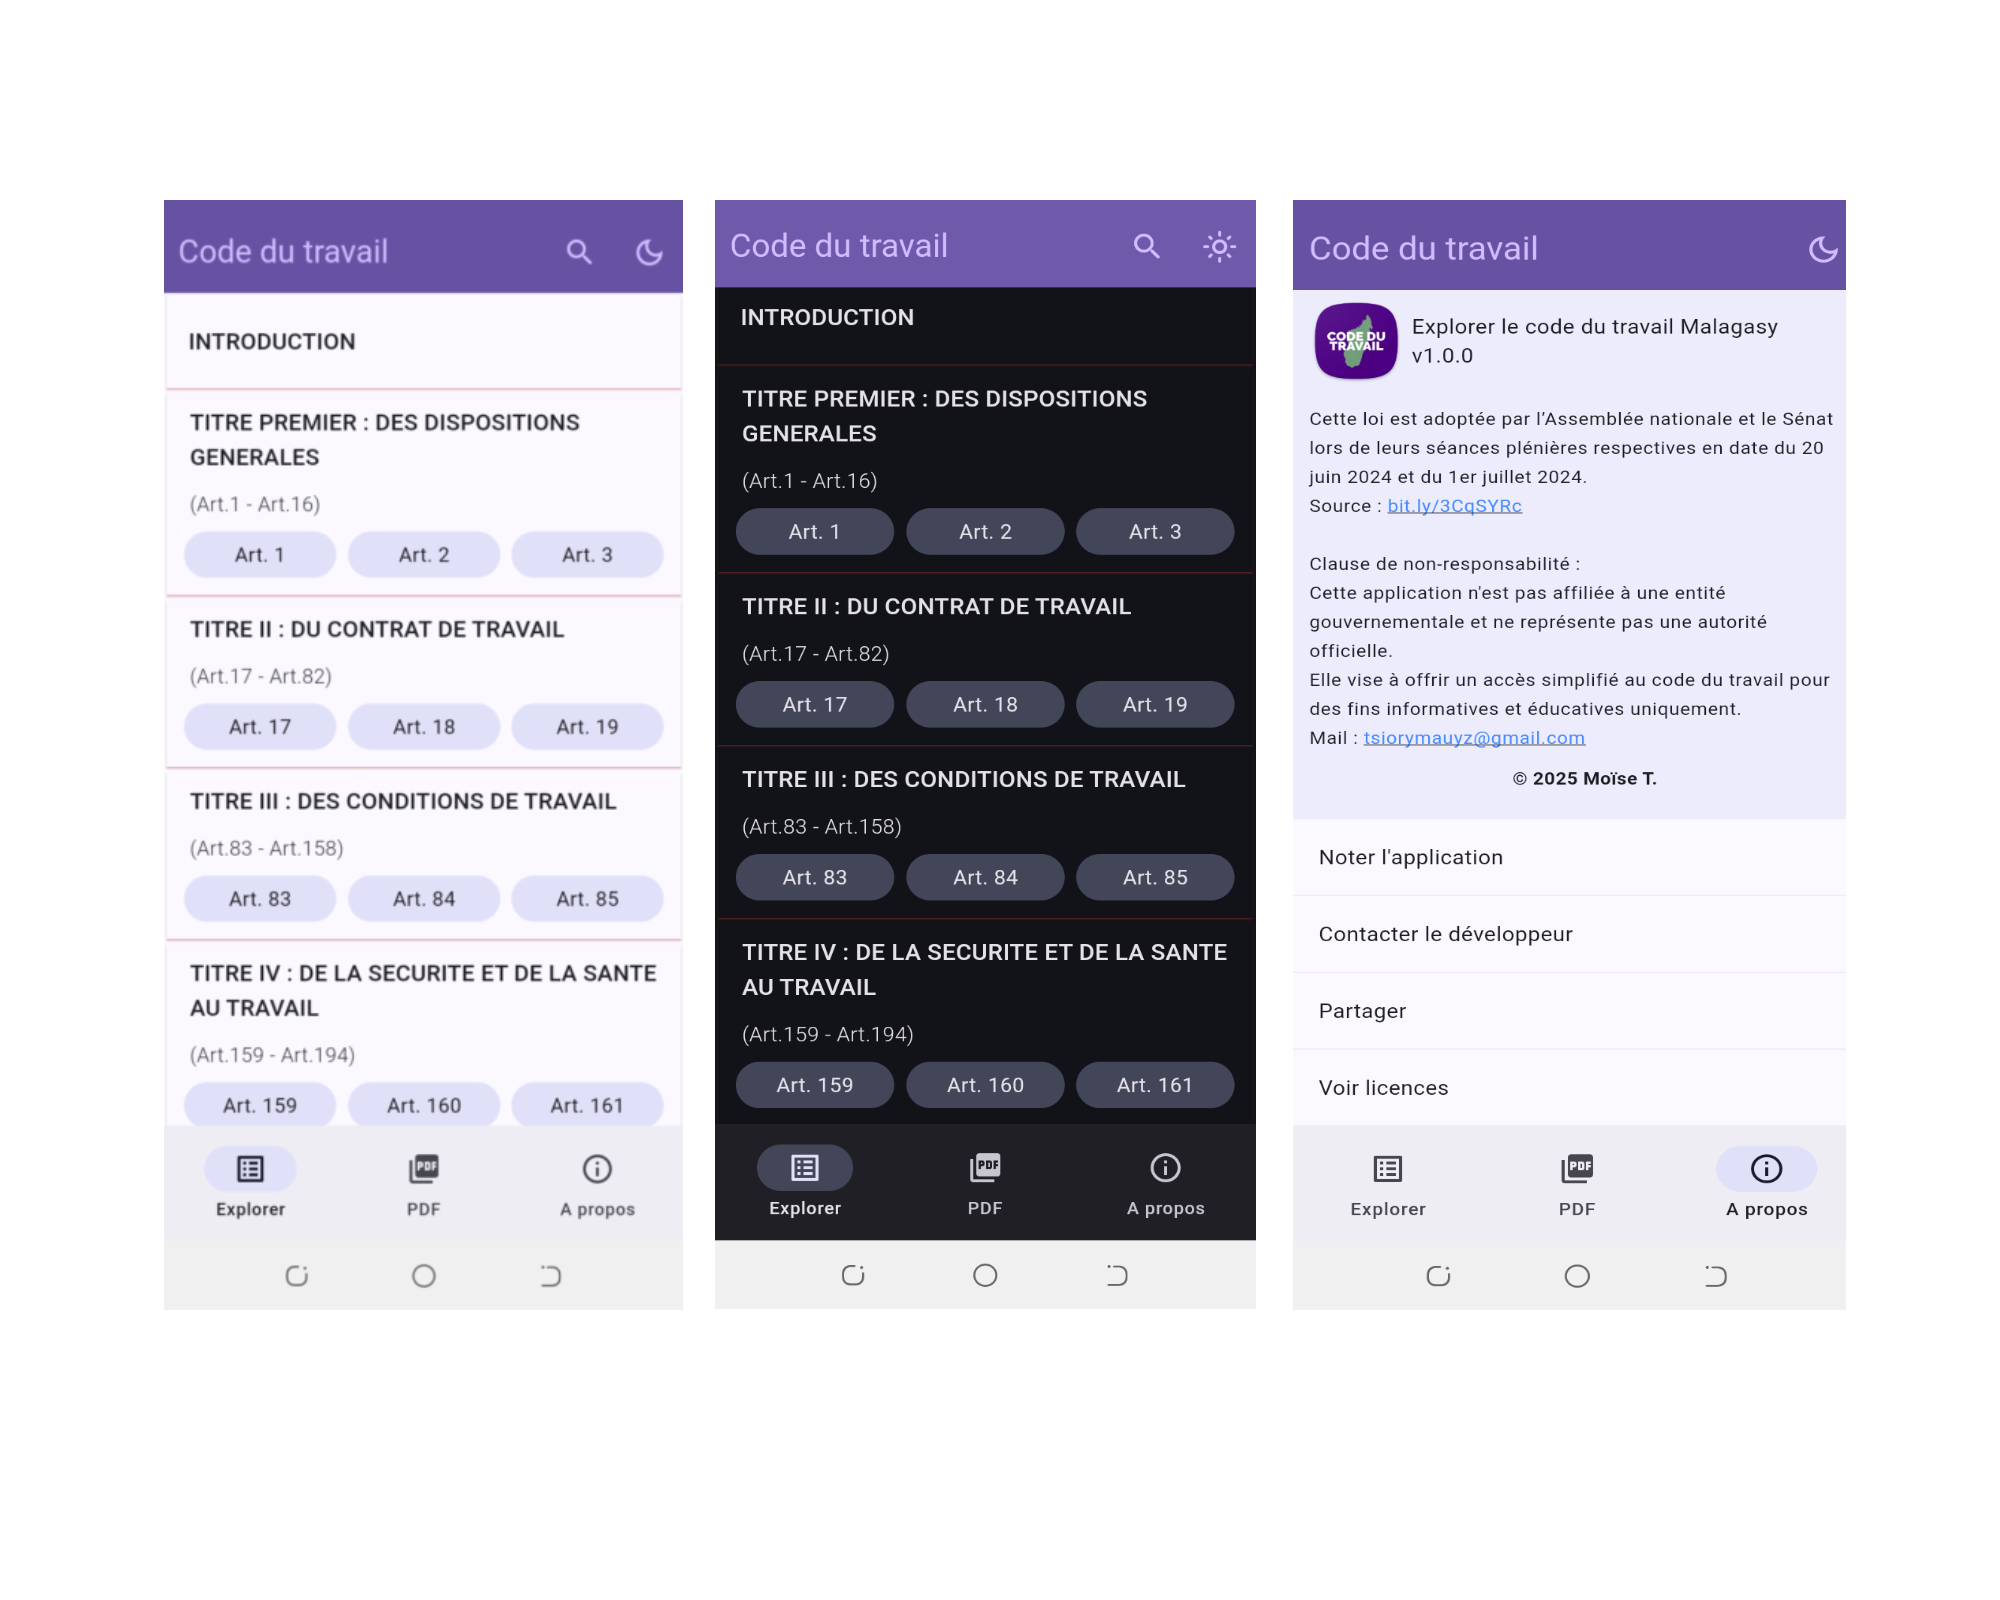 Code du travail
INTRODUCTION
TITRE PREMIER : DES DISPOSITIONS
GENERALES
(Art.1 - Art.16)
Art. 1 Art. 2 Art. 3
TITRE II : DU CONTRAT DE TRAVAIL
(Art.17 - Art.82)
Art. 17 Art. 18 Art. 19
TITRE III : DES CONDITIONS DE TRAVAIL
(Art.83 - Art.158)
Art. 83 Art. 84 Art. 85
TITRE IV : DE LA SECURITE ET DE LA SANTE
AU TRAVAIL
(Art.159 - Art.194)
Art. 159 Art. 160 Art. 161
PDF
Explorer PDF A propos
Code du travail
INTRODUCTION
TITRE PREMIER : DES DISPOSITIONS
GENERALES
(Art.1 - Art.16)
Art. 1 Art. 2 Art. 3
TITRE II : DU CONTRAT DE TRAVAIL
(Art.17 - Art.82)
Art. 17 Art. 18 Art. 19
TITRE III : DES CONDITIONS DE TRAVAIL
(Art.83 - Art.158)
Art. 83 Art. 84 Art. 85
TITRE IV : DE LA SECURITE ET DE LA SANTE
AU TRAVAIL
(Art.159 - Art.194)
Art. 159 Art. 160 Art. 161
PDF
Explorer PDF A propos
Code du travail
CODE DU
TRAVAIL
Explorer le code du travail Malagasy
v1.0.0
Cette loi est adoptée par l’Assemblée nationale et le Sénat
lors de leurs séances plénières respectives en date du 20
juin 2024 et du 1er juillet 2024.
Source : bit.ly/3CqSYRc
Clause de non-responsabilité :
Cette application n'est pas affiliée à une entité
gouvernementale et ne représente pas une autorité
officielle.
Elle vise à offrir un accès simplifié au code du travail pour
des fins informatives et éducatives uniquement.
Mail : tsiorymauyz@gmail.com
© 2025 Moïse T.
Noter l'application
Contacter le développeur
Partager
Voir licences
PDF
Explorer PDF A propos